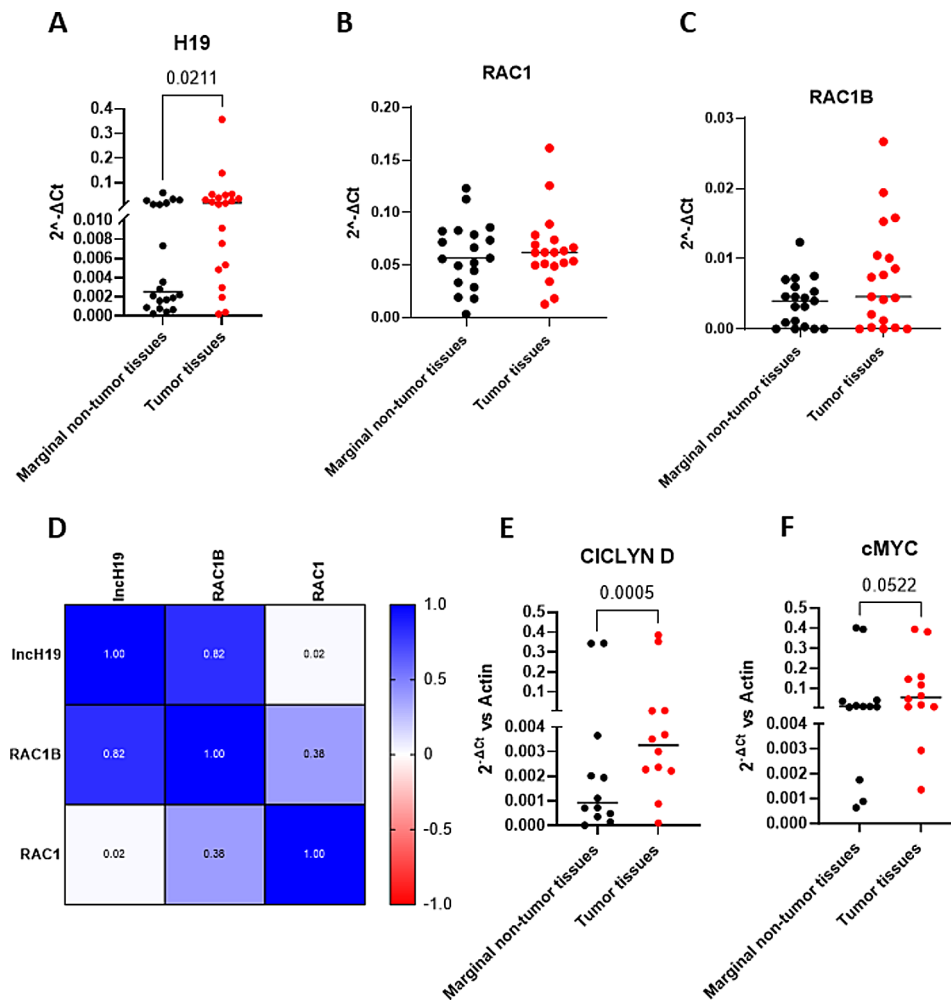 A
H19
0.0211
2^-ΔCt
0.4
0.3
0.2
0.1
0.010
0.008
0.006
0.004
0.002
0.000
Marginal non-tumor tissues
Tumor tissues
B
RAC1
2^-ΔCt
0.20
0.15
0.10
0.05
0.00
Marginal non-tumor tissues
Tumor tissues
C
RAC1B
2^-ΔCt
0.03
0.02
0.01
0.00
Marginal non-tumor tissues
Tumor tissues
D
lncH19 RAC1B RAC1
lncH19 1.00 0.82 0.02
RAC1B 0.82 1.00 0.38
RAC1 0.02 0.38 1.00
1.0
0.5
0
-0.5
-1.0
E
CICLYN D
0.0005
2^-ΔCt vs Actin
0.5
0.4
0.3
0.2
0.1
0.004
0.003
0.002
0.001
0.000
Marginal non-tumor tissues
Tumor tissues
F
cMYC
0.0522
2^-ΔCt vs Actin
0.5
0.4
0.3
0.2
0.1
0.004
0.003
0.002
0.001
0.000
Marginal non-tumor tissues
Tumor tissues